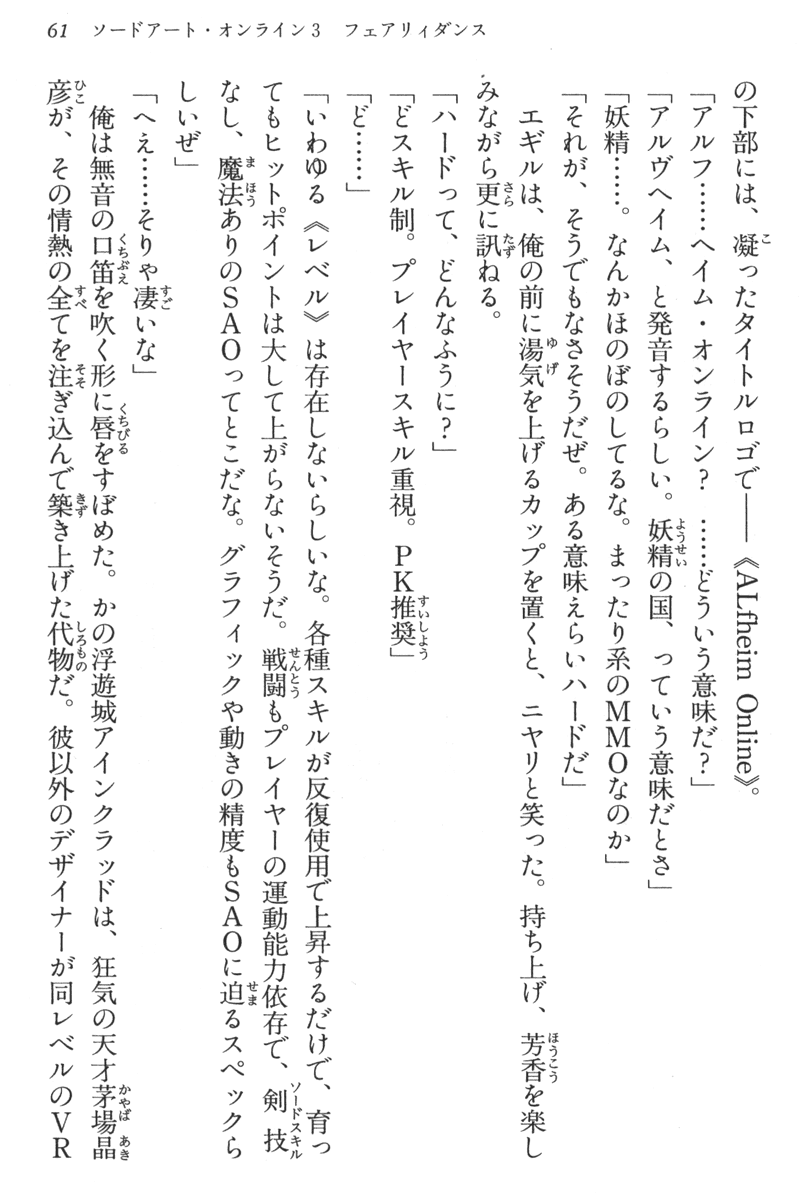 61　ソードアート・オンライン3　フェアリィダンス
の下部には、凝ったタイトルロゴで――《ALfheim Online》。
「アルフ……ヘイム・オンライン？　……どういう意味だ？」
「アルヴヘイム、と発音するらしい。妖精の国、っていう意味だとさ」
「妖精……。なんかほのぼのしてるな。まったり系のMMOなのか」
「それが、そうでもなさそうだぜ。ある意味えらいハードだ」
　エギルは、俺の前に湯気を上げるカップを置くと、ニヤリと笑った。持ち上げ、芳香を楽し
みながら更に訊ねる。
「ハードって、どんなふうに？」
「どスキル制。プレイヤースキル重視。PK推奨」
「ど……」
「いわゆる《レベル》は存在しないらしいな。各種スキルが反復使用で上昇するだけで、育っ
てもヒットポイントは大して上がらないそうだ。戦闘もプレイヤーの運動能力依存で、剣技
なし、魔法ありのSAOってとこだな。グラフィックや動きの精度もSAOに迫るスペックら
しいぜ」
「へえ……そりゃ凄いな」
　俺は無音の口笛を吹く形に唇をすぼめた。かの浮遊城アインクラッドは、狂気の天才茅場晶
彦が、その情熱の全てを注ぎ込んで築き上げた代物だ。彼以外のデザイナーが同レベルのVR